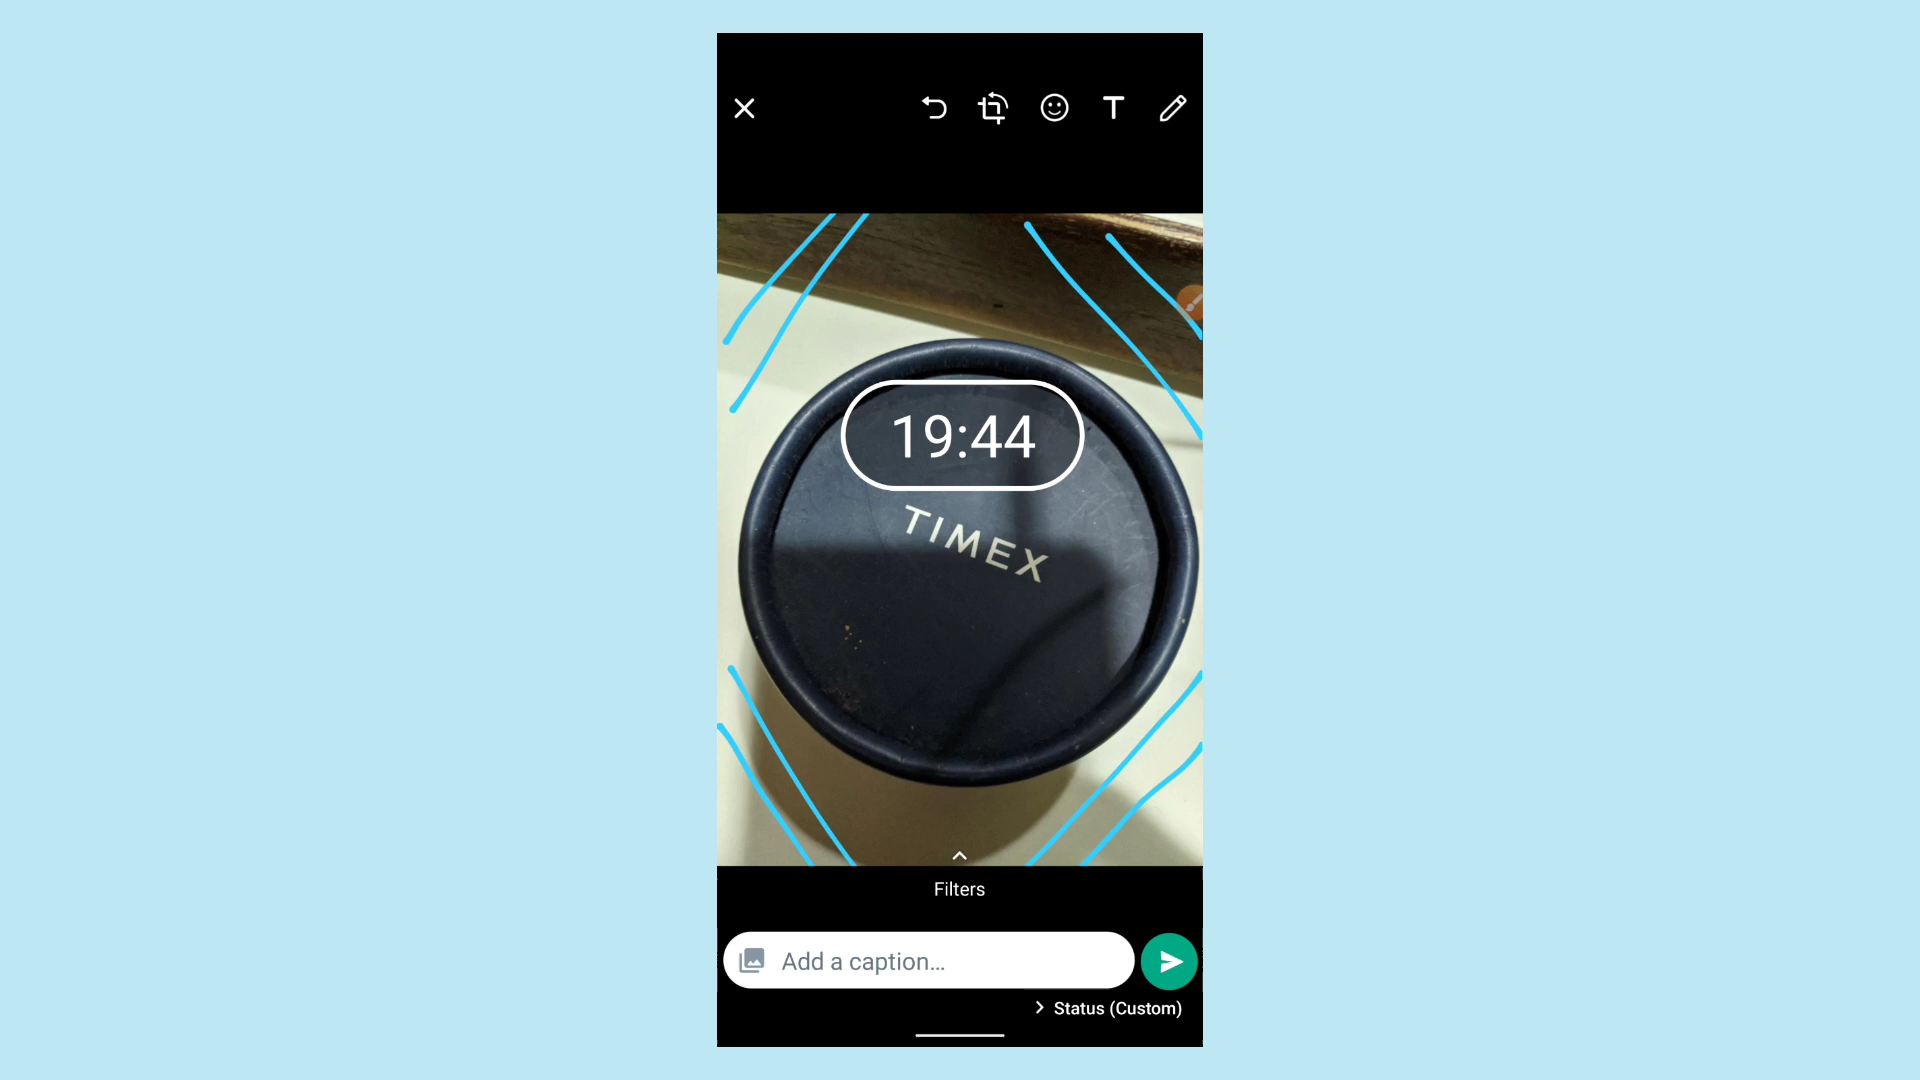 19:44
TIMEX
Filters
Add a caption...
Status (Custom)